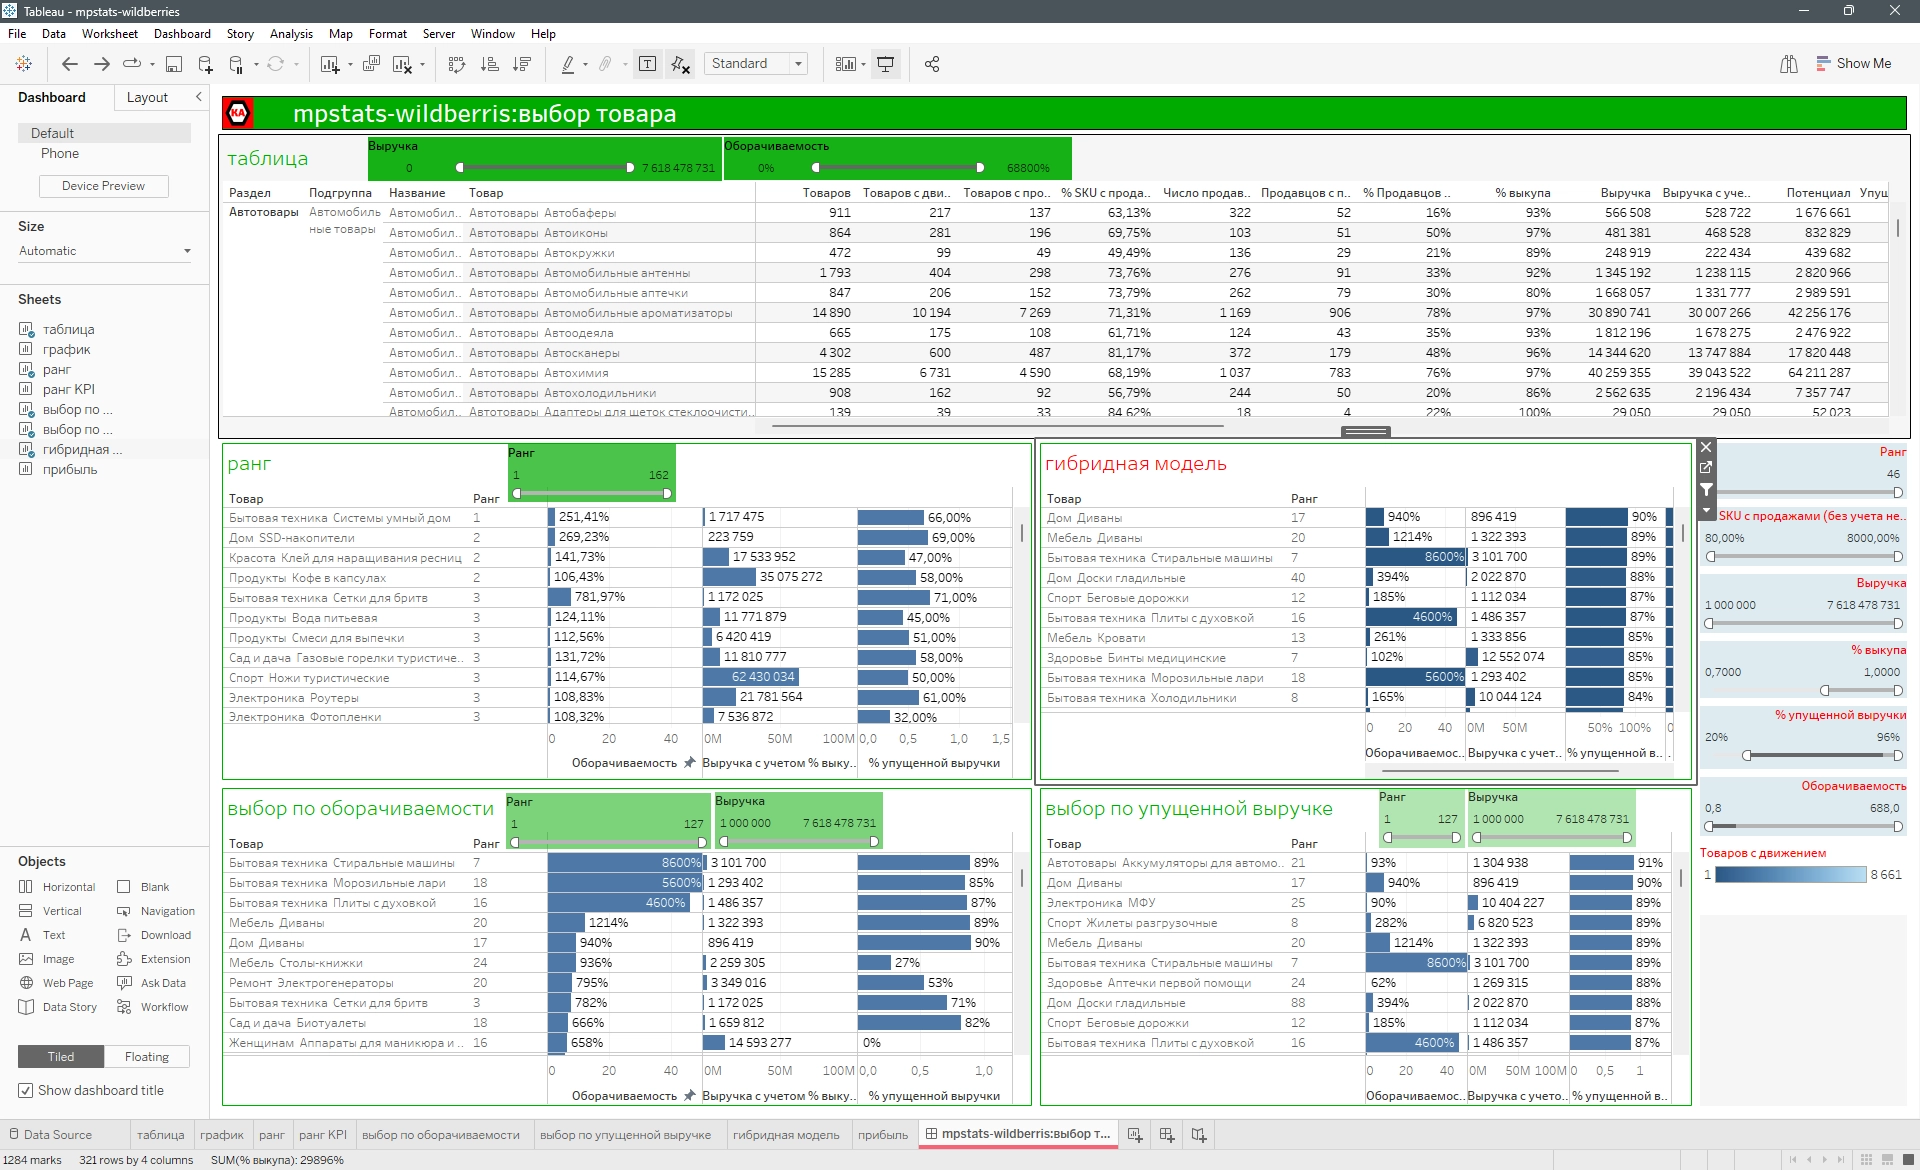 Tableau - mpstats-wildberries
File Data Worksheet Dashboard Story Analysis Map Format Server Window Help
Standard Show Me
Dashboard Layout
Default
Phone
Device Preview
Size
Automatic
Sheets
таблица
график
ранг
ранг KPI
выбор по ...
выбор по ...
гибридная ...
прибыль
Objects
Horizontal Blank
Vertical Navigation
Text Download
Image Extension
Web Page Ask Data
Data Story Workflow
Tiled Floating
Show dashboard title
КА mpstats-wildberris:выбор товара
таблица
Выручка
0 7 618 478 731
Оборачиваемость
0% 68800%
Раздел Подгруппа Название Товар Товаров Товаров с дви.. Товаров с про.. % SKU с прода.. Число продав.. Продавцов с п.. % Продавцов .. % выкупа Выручка Выручка с уче.. Потенциал Упущ
Автотовары Автомобиль Автомобил.. Автотовары Автобаферы 911 217 137 63,13% 322 52 16% 93% 566 508 528 722 1 676 661
ные товары Автомобил.. Автотовары Автоиконы 864 281 196 69,75% 103 51 50% 97% 481 381 468 528 832 829
Автомобил.. Автотовары Автокружки 472 99 49 49,49% 136 29 21% 89% 248 919 222 434 439 682
Автомобил.. Автотовары Автомобильные антенны 1 793 404 298 73,76% 276 91 33% 92% 1 345 192 1 238 115 2 820 966
Автомобил.. Автотовары Автомобильные аптечки 847 206 152 73,79% 262 79 30% 80% 1 668 057 1 331 777 2 989 591
Автомобил.. Автотовары Автомобильные ароматизаторы 14 890 10 194 7 269 71,31% 1 169 906 78% 97% 30 890 741 30 007 266 42 256 176
Автомобил.. Автотовары Автоодеяла 665 175 108 61,71% 124 43 35% 93% 1 812 196 1 678 275 2 476 922
Автомобил.. Автотовары Автосканеры 4 302 600 487 81,17% 372 179 48% 96% 14 344 620 13 747 884 17 820 448
Автомобил.. Автотовары Автохимия 15 285 6 731 4 590 68,19% 1 037 783 76% 97% 40 259 355 39 043 522 64 211 287
Автомобил.. Автотовары Автохолодильники 908 162 92 56,79% 244 50 20% 86% 2 562 635 2 196 434 7 357 747
Автомобил.. Автотовары Адаптеры для щеток стеклоочисти.. 139 39 33 84,62% 18 4 22% 100% 29 050 29 050 52 023
ранг
Ранг
1 162
Товар Ранг
Бытовая техника Системы умный дом 1 251,41% 1 717 475 66,00%
Дом SSD-накопители 2 269,23% 223 759 69,00%
Красота Клей для наращивания ресниц 2 141,73% 17 533 952 47,00%
Продукты Кофе в капсулах 2 106,43% 35 075 272 58,00%
Бытовая техника Сетки для бритв 3 781,97% 1 172 025 71,00%
Продукты Вода питьевая 3 124,11% 11 771 879 45,00%
Продукты Смеси для выпечки 3 112,56% 6 420 419 51,00%
Сад и дача Газовые горелки туристиче.. 3 131,72% 11 810 777 58,00%
Спорт Ножи туристические 3 114,67% 62 430 034 50,00%
Электроника Роутеры 3 108,83% 21 781 564 61,00%
Электроника Фотопленки 3 108,32% 7 536 872 32,00%
0 20 40 0M 50M 100M 0,0 0,5 1,0 1,5
Оборачиваемость Выручка с учетом % выку.. % упущенной выручки
гибридная модель
Товар Ранг
Дом Диваны 17 940% 896 419 90%
Мебель Диваны 20 1214% 1 322 393 89%
Бытовая техника Стиральные машины 7 8600% 3 101 700 89%
Дом Доски гладильные 40 394% 2 022 870 88%
Спорт Беговые дорожки 12 185% 1 112 034 87%
Бытовая техника Плиты с духовкой 16 4600% 1 486 357 87%
Мебель Кровати 13 261% 1 333 856 85%
Здоровье Бинты медицинские 7 102% 12 552 074 85%
Бытовая техника Морозильные лари 18 5600% 1 293 402 85%
Бытовая техника Холодильники 8 165% 10 044 124 84%
0 20 40 0M 50M 50% 100% 0
Оборачиваемос.. Выручка с учет.. % упущенной в.. .
Ранг
46
SKU с продажами (без учета не..
80,00% 8000,00%
Выручка
1 000 000 7 618 478 731
% выкупа
0,7000 1,0000
% упущенной выручки
20% 96%
Оборачиваемость
0,8 688,0
Товаров с движением
1 8 661
выбор по оборачиваемости
Ранг
1 127
Выручка
1 000 000 7 618 478 731
Товар Ранг
Бытовая техника Стиральные машины 7 8600% 3 101 700 89%
Бытовая техника Морозильные лари 18 5600% 1 293 402 85%
Бытовая техника Плиты с духовкой 16 4600% 1 486 357 87%
Мебель Диваны 20 1214% 1 322 393 89%
Дом Диваны 17 940% 896 419 90%
Мебель Столы-книжки 24 936% 2 259 305 27%
Ремонт Электрогенераторы 20 795% 3 349 016 53%
Бытовая техника Сетки для бритв 3 782% 1 172 025 71%
Сад и дача Биотуалеты 18 666% 1 659 812 82%
Женщинам Аппараты для маникюра и .. 16 658% 14 593 277 0%
0 20 40 0M 50M 100M 0,0 0,5 1,0
Оборачиваемость Выручка с учетом % выку.. % упущенной выручки
выбор по упущенной выручке
Ранг
1 127
Выручка
1 000 000 7 618 478 731
Товар Ранг
Автотовары Аккумуляторы для автомо.. 21 93% 1 304 938 91%
Дом Диваны 17 940% 896 419 90%
Электроника МФУ 25 90% 10 404 227 89%
Спорт Жилеты разгрузочные 8 282% 6 820 523 89%
Мебель Диваны 20 1214% 1 322 393 89%
Бытовая техника Стиральные машины 7 8600% 3 101 700 89%
Здоровье Аптечки первой помощи 24 62% 1 269 315 88%
Дом Доски гладильные 88 394% 2 022 870 88%
Спорт Беговые дорожки 12 185% 1 112 034 87%
Бытовая техника Плиты с духовкой 16 4600% 1 486 357 87%
0 20 40 0M 50M 100M 0 0,5 1
Оборачиваемос.. Выручка с учето.. % упущенной в..
Data Source таблица график ранг ранг KPI выбор по оборачиваемости выбор по упущенной выручке гибридная модель прибыль mpstats-wildberris:выбор т...
1284 marks 321 rows by 4 columns SUM(% выкупа): 29896%